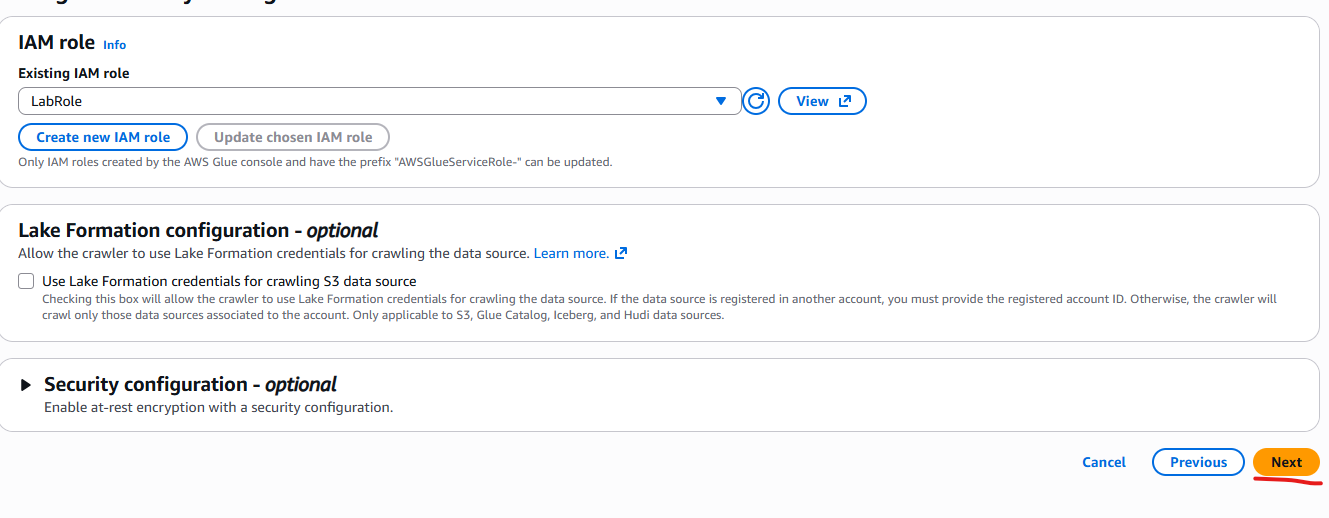 IAM role Info
Existing IAM role
LabRole
View
Create new IAM role
Update chosen IAM role
Only IAM roles created by the AWS Glue console and have the prefix "AWSGlueServiceRole-" can be updated.
Lake Formation configuration - optional
Allow the crawler to use Lake Formation credentials for crawling the data source. Learn more.
Use Lake Formation credentials for crawling S3 data source
Checking this box will allow the crawler to use Lake Formation credentials for crawling the data source. If the data source is registered in another account, you must provide the registered account ID. Otherwise, the crawler will
crawl only those data sources associated to the account. Only applicable to S3, Glue Catalog, Iceberg, and Hudi data sources.
Security configuration - optional
Enable at-rest encryption with a security configuration.
Cancel
Previous
Next